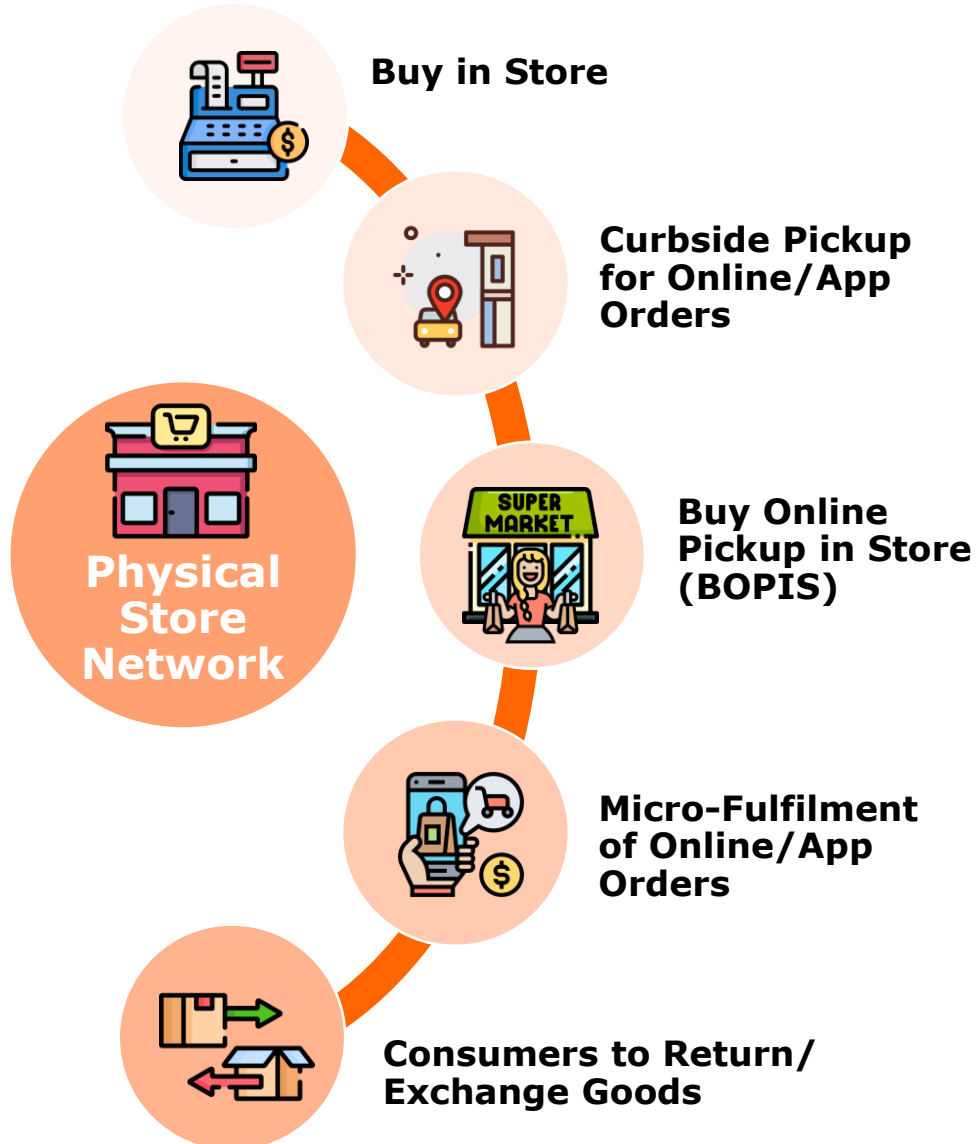 Buy in Store
$
Curbside Pickup
for Online/App
Orders
Physical
Store
Network
SUPER
MARKET
Buy Online
Pickup in Store
(BOPIS)
$
Micro-Fulfilment
of Online/App
Orders
Consumers to Return/
Exchange Goods